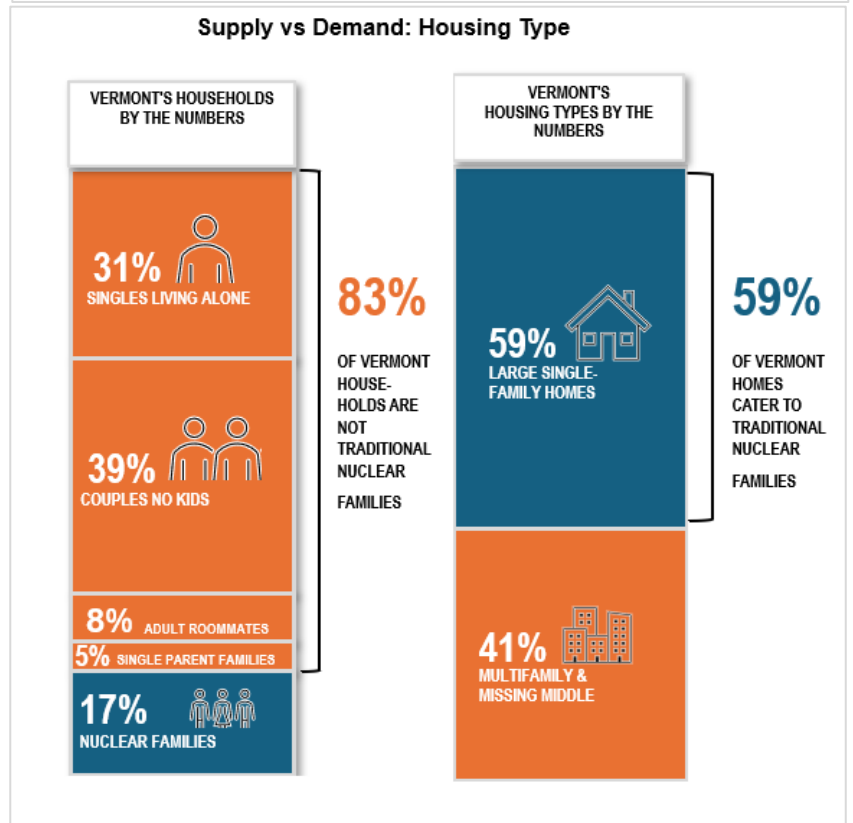 Supply vs Demand: Housing Type
VERMONT'S HOUSEHOLDS
BY THE NUMBERS
31%
SINGLES LIVING ALONE
39%
COUPLES NO KIDS
8% ADULT ROOMMATES
5% SINGLE PARENT FAMILIES
17%
NUCLEAR FAMILIES
83%
OF VERMONT
HOUSE-
HOLDS ARE
NOT
TRADITIONAL
NUCLEAR
FAMILIES
VERMONT'S
HOUSING TYPES BY THE
NUMBERS
59%
LARGE SINGLE-
FAMILY HOMES
41%
MULTIFAMILY &
MISSING MIDDLE
59%
OF VERMONT
HOMES
CATER TO
TRADITIONAL
NUCLEAR
FAMILIES